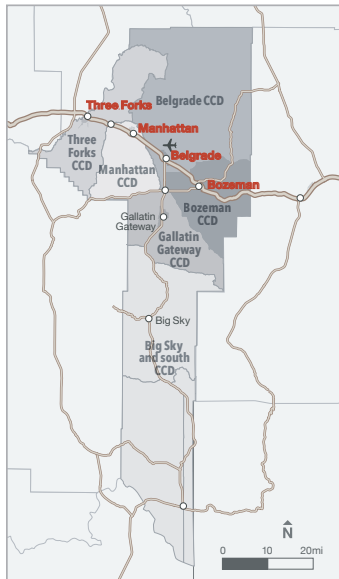 Belgrade CCD
Three Forks
Manhattan
Three
Forks
CCD
Belgrade
Manhattan
CCD
Bozeman
Bozeman
CCD
Gallatin
Gateway
Gallatin
Gateway
CCD
Big Sky
Big Sky
and south
CCD
N
0 10 20mi